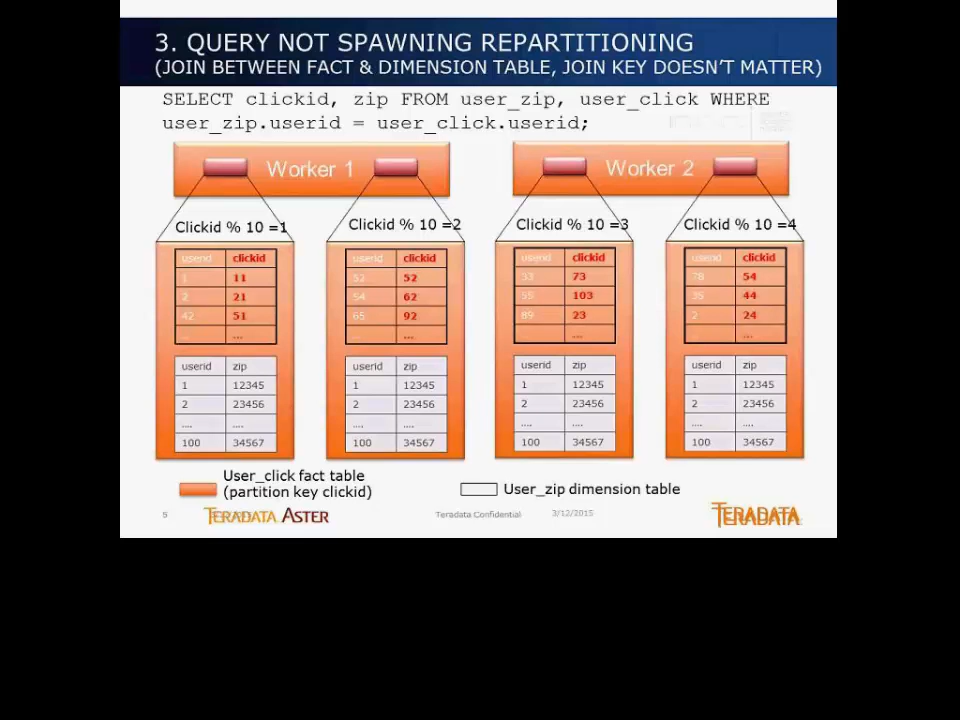 3. QUERY NOT SPAWNING REPARTITIONING
(JOIN BETWEEN FACT & DIMENSION TABLE, JOIN KEY DOESN'T MATTER)
SELECT clickid, zip FROM user_zip, user_click WHERE
user_zip.userid = user_click.userid;
Worker 1
Worker 2
Clickid % 10 =1
Clickid % 10 =2
Clickid % 10 =3
Clickid % 10 =4
userid clickid
1 11
2 21
42 51
...
userid clickid
52 52
54 62
65 92
...
userid clickid
53 73
55 103
89 23
...
userid clickid
78 54
35 44
2 24
...
userid zip
1 12345
2 23456
.... ...
100 34567
userid zip
1 12345
2 23456
.... ...
100 34567
userid zip
1 12345
2 23456
.... ...
100 34567
userid zip
1 12345
2 23456
.... ...
100 34567
User_click fact table
(partition key clickid)
User_zip dimension table
5
TERADATA ASTER
Teradata Confidential
3/12/2015
TERADATA